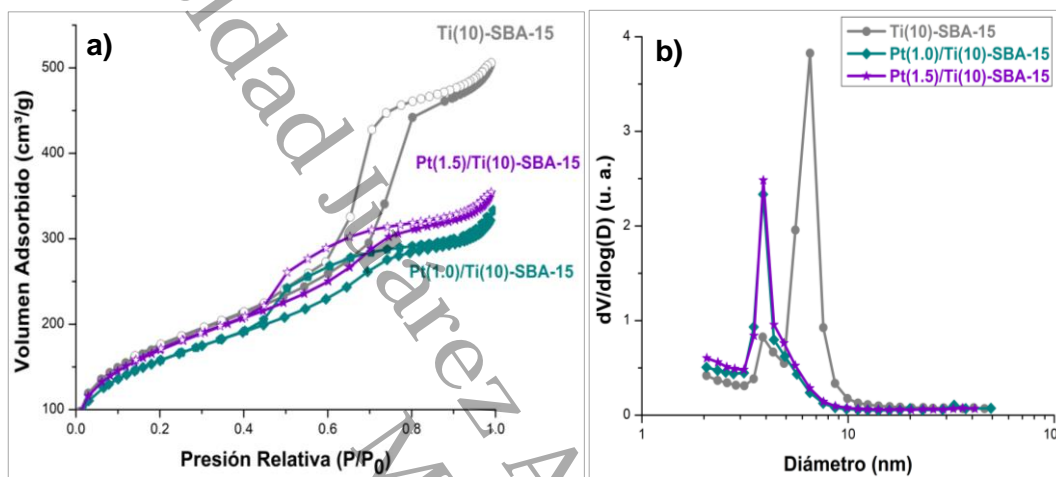 a)
Ti(10)-SBA-15
Pt(1.5)/Ti(10)-SBA-15
Pt(1.0)/Ti(10)-SBA-15
Volumen Adsorbido (cm³/g)
500
400
300
200
100
0.0 0.2 0.4 0.6 0.8 1.0
Presión Relativa (P/P₀)
b)
Ti(10)-SBA-15
Pt(1.0)/Ti(10)-SBA-15
Pt(1.5)/Ti(10)-SBA-15
dV/dlog(D) (u. a.)
4
3
2
1
0
1 10
Diámetro (nm)
idad Juárez A
M